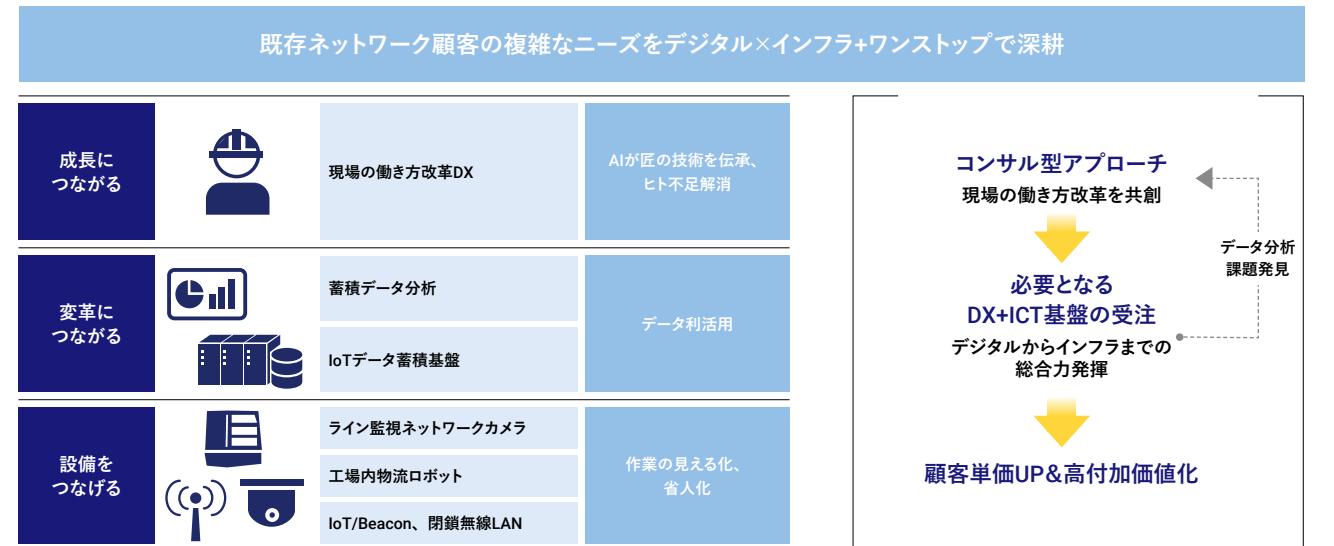 既存ネットワーク顧客の複雑なニーズをデジタル×インフラ+ワンストップで深耕
成長に
つながる
現場の働き方改革DX
AIが匠の技術を伝承、
ヒト不足解消
変革に
つながる
蓄積データ分析
IoTデータ蓄積基盤
データ利活用
設備を
つなげる
ライン監視ネットワークカメラ
工場内物流ロボット
IoT/Beacon、閉鎖無線LAN
作業の見える化、
省人化
コンサル型アプローチ
現場の働き方改革を共創
必要となる
DX+ICT基盤の受注
デジタルからインフラまでの
総合力発揮
データ分析
課題発見
顧客単価UP&高付加価値化